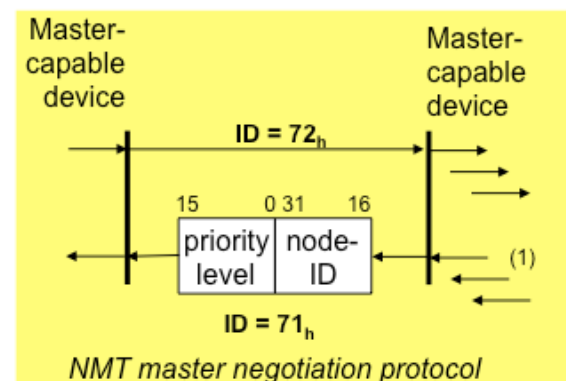 Master-
capable
device
Master-
capable
device
ID = 72h
15 0 31 16
priority
level
node-
ID
(1)
ID = 71h
NMT master negotiation protocol